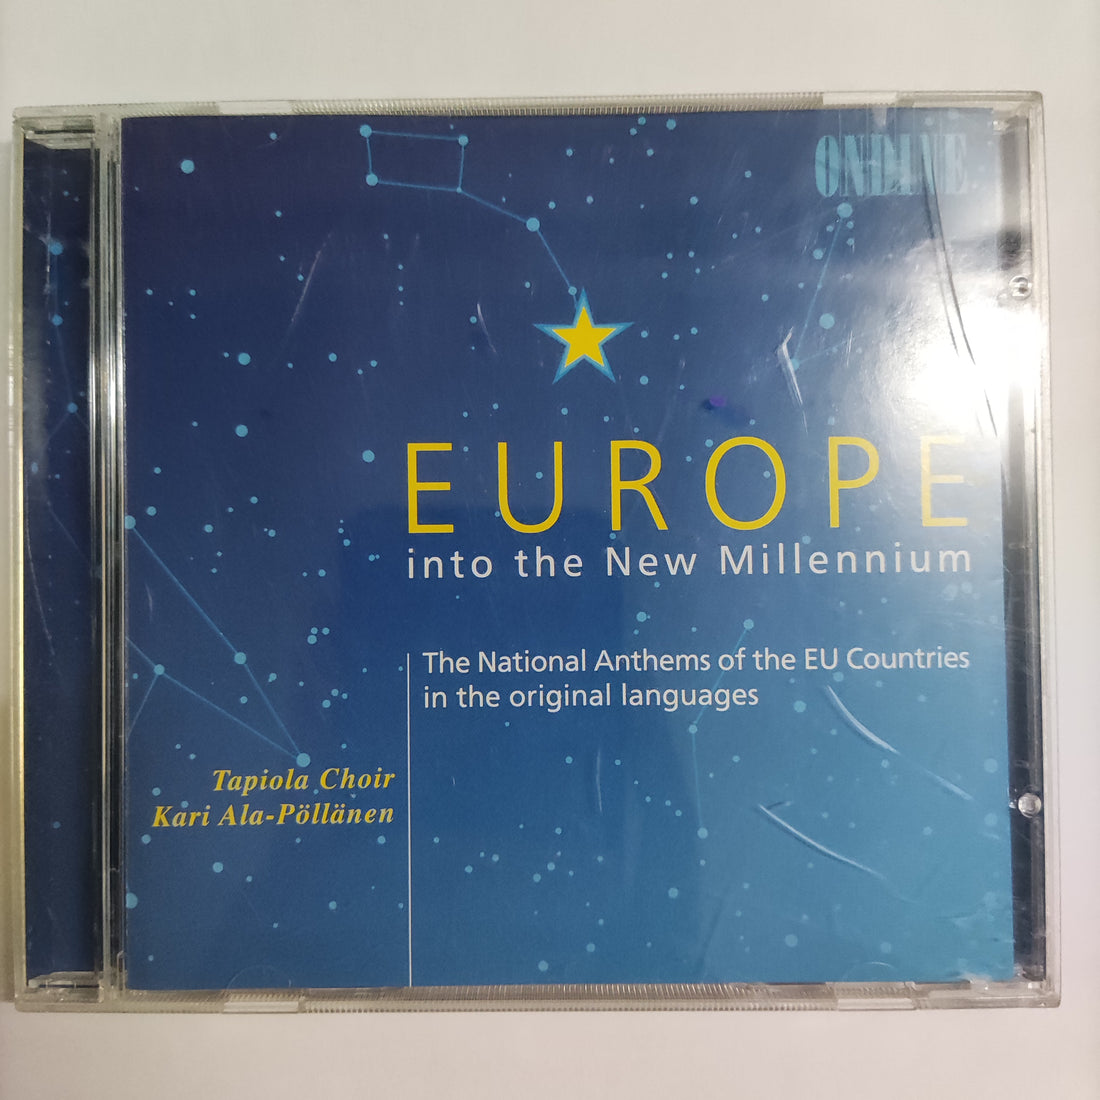 ONDINE
EUROPE
into the New Millennium
The National Anthems of the EU Countries
in the original languages
Tapiola Choir
Kari Ala-Pöllänen